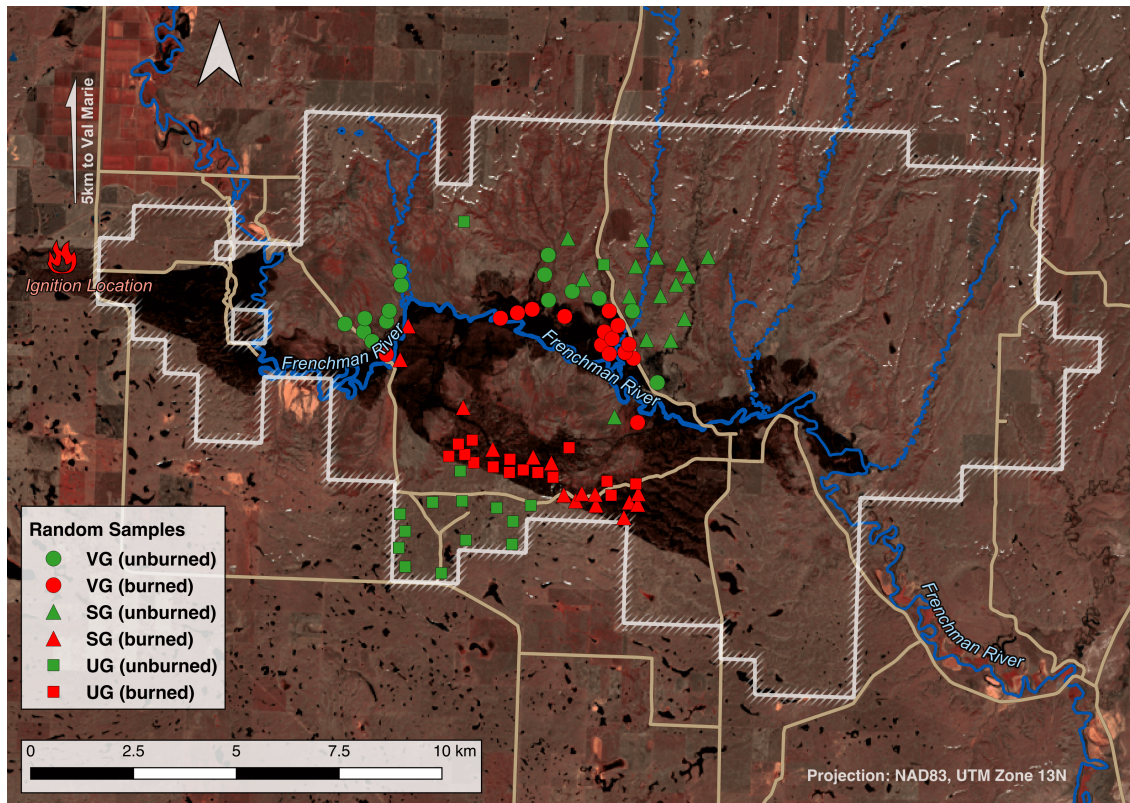 5km to Val Marie
Ignition Location
Frenchman River
Frenchman River
Frenchman River
Random Samples
VG (unburned)
VG (burned)
SG (unburned)
SG (burned)
UG (unburned)
UG (burned)
0 2.5 5 7.5 10 km
Projection: NAD83, UTM Zone 13N